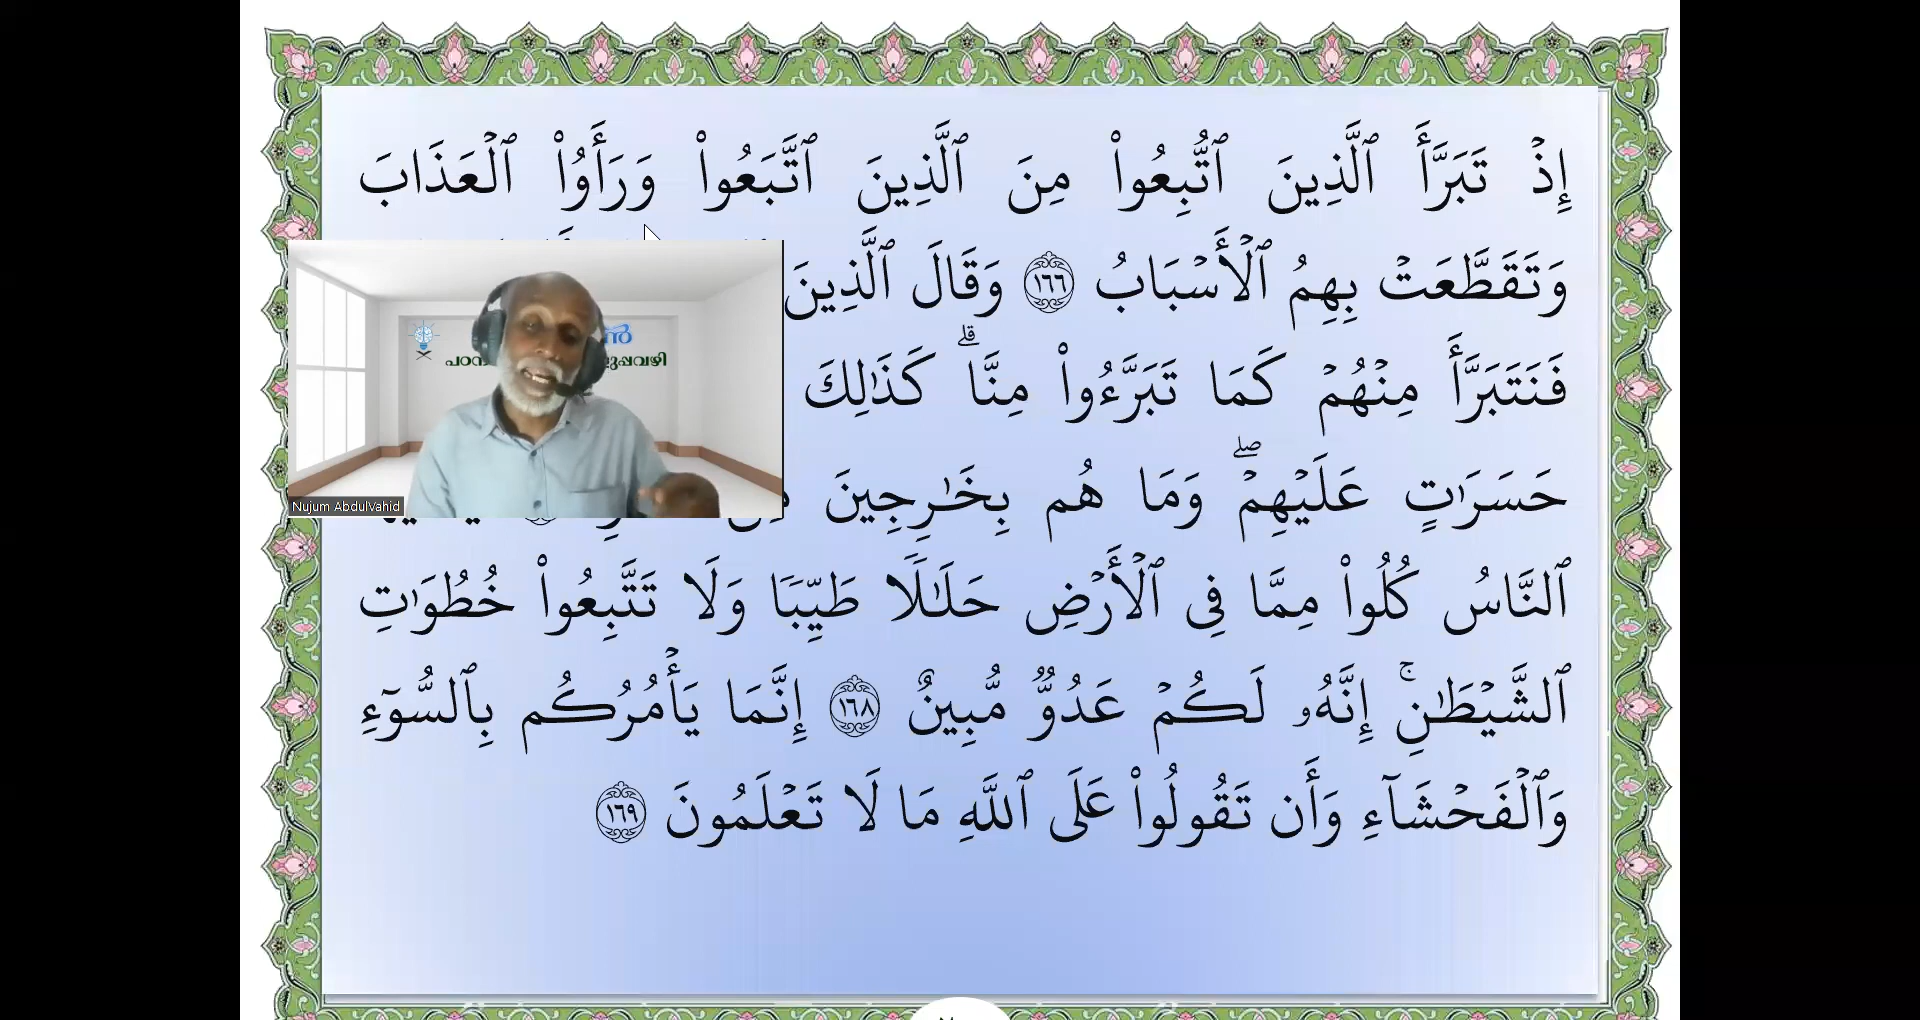 إِذۡ تَبَرَّأَ ٱلَّذِينَ ٱتُّبِعُواْ مِنَ ٱلَّذِينَ ٱتَّبَعُواْ وَرَأَوُاْ ٱلۡعَذَابَ
وَتَقَطَّعَتۡ بِهِمُ ٱلۡأَسۡبَابُ ١٦٦ وَقَالَ ٱلَّذِينَ
فَنَتَبَرَّأَ مِنۡهُمۡ كَمَا تَبَرَّءُواْ مِنَّاۗ كَذَٰلِكَ
حَسَرَٰتٍ عَلَيۡهِمۡۖ وَمَا هُم بِخَٰرِجِينَ
ٱلنَّاسُ كُلُواْ مِمَّا فِي ٱلۡأَرۡضِ حَلَٰلٗا طَيِّبٗا وَلَا تَتَّبِعُواْ خُطُوَٰتِ
ٱلشَّيۡطَٰنِۚ إِنَّهُۥ لَكُمۡ عَدُوّٞ مُّبِينٌ ١٦٨ إِنَّمَا يَأۡمُرُكُم بِٱلسُّوٓءِ
وَٱلۡفَحۡشَآءِ وَأَن تَقُولُواْ عَلَى ٱللَّهِ مَا لَا تَعۡلَمُونَ ١٦٩
Nujum AbdulVahid